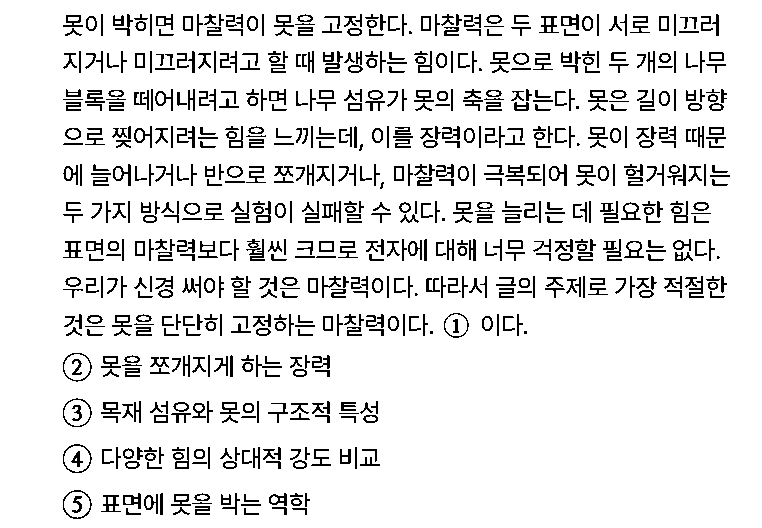 못이 박히면 마찰력이 못을 고정한다. 마찰력은 두 표면이 서로 미끄러
지거나 미끄러지려고 할 때 발생하는 힘이다. 못으로 박힌 두 개의 나무
블록을 떼어내려고 하면 나무 섬유가 못의 축을 잡는다. 못은 길이 방향
으로 찢어지려는 힘을 느끼는데, 이를 장력이라고 한다. 못이 장력 때문
에 늘어나거나 반으로 쪼개지거나, 마찰력이 극복되어 못이 헐거워지는
두 가지 방식으로 실험이 실패할 수 있다. 못을 늘리는 데 필요한 힘은
표면의 마찰력보다 훨씬 크므로 전자에 대해 너무 걱정할 필요는 없다.
우리가 신경 써야 할 것은 마찰력이다. 따라서 글의 주제로 가장 적절한
것은 못을 단단히 고정하는 마찰력이다. ① 이다.
② 못을 쪼개지게 하는 장력
③ 목재 섬유와 못의 구조적 특성
④ 다양한 힘의 상대적 강도 비교
⑤ 표면에 못을 박는 역학